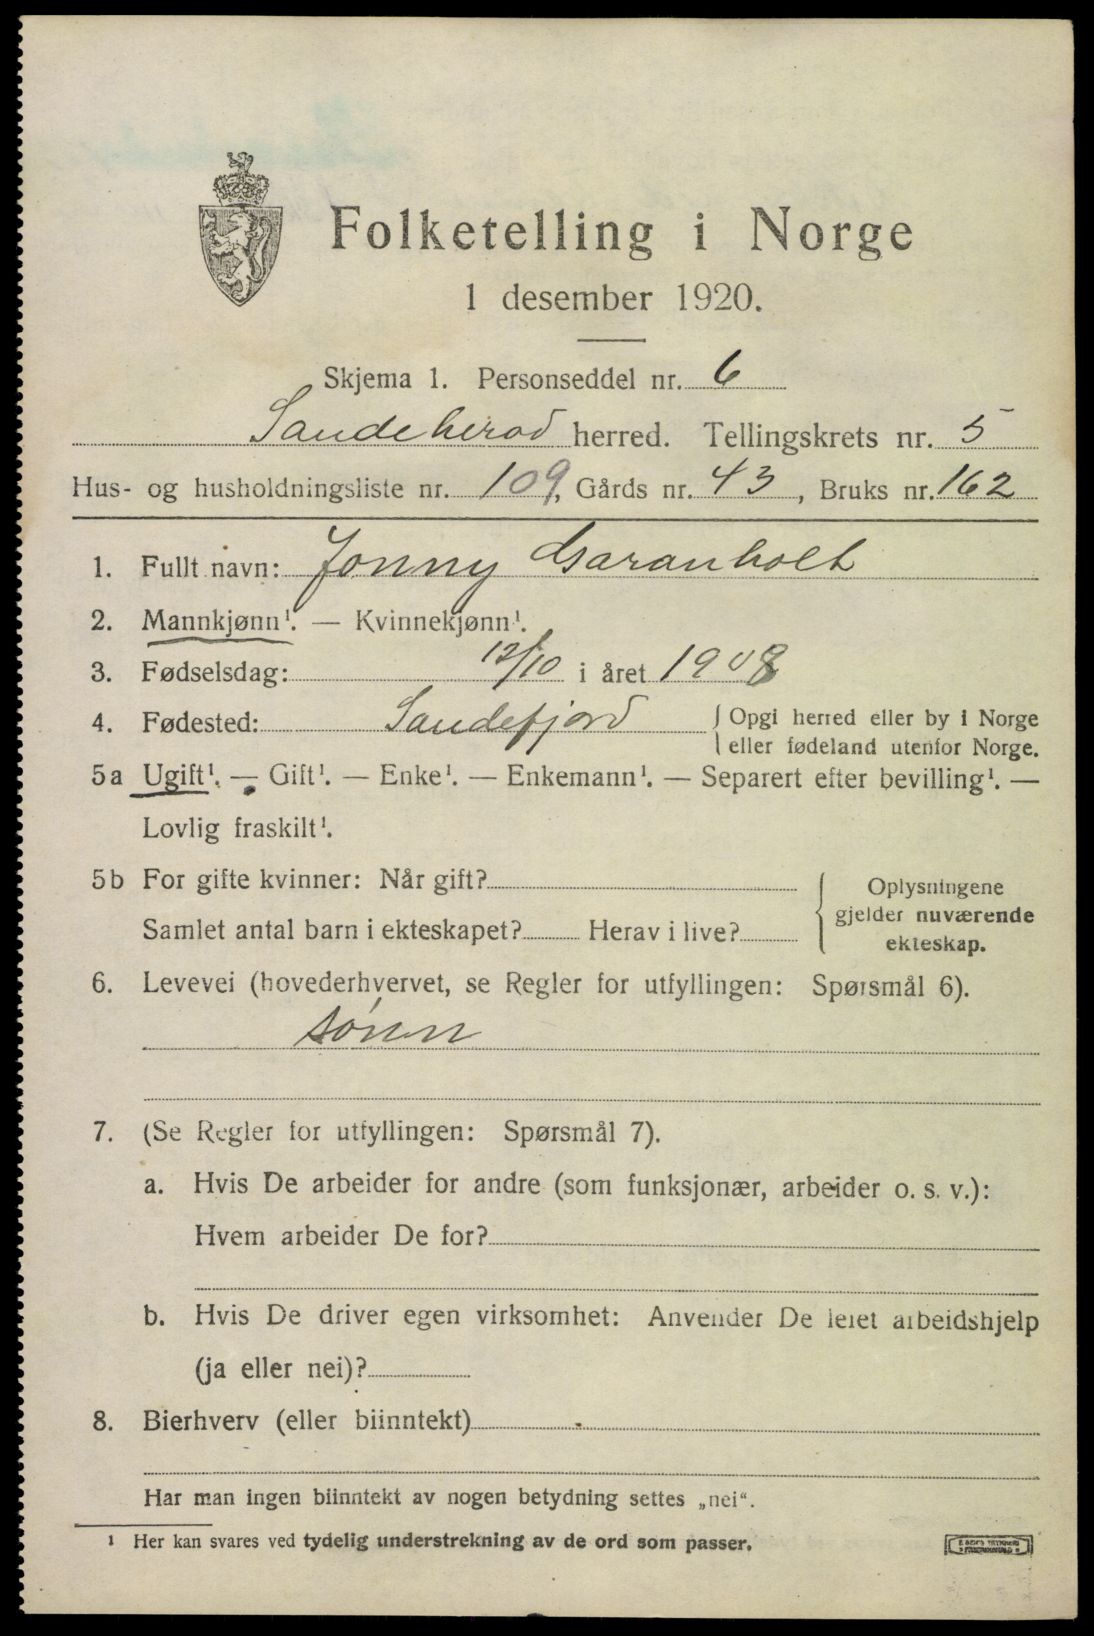 Folketelling i Norge
1 desember 1920.
Skjema 1. Personseddel nr. 6
Sandeherod herred. Tellingskrets nr. 5
Hus- og husholdningsliste nr. 109, Gårds nr. 43, Bruks nr. 162
1. Fullt navn: Jonny Garanholt
2. Mannkjønn¹. — Kvinnekjønn¹.
3. Fødselsdag: 12/10 i året 1908
4. Fødested: Sandefjord { Opgi herred eller by i Norge
eller fødeland utenfor Norge.
5a Ugift¹. — Gift¹. — Enke¹. — Enkemann¹. — Separert efter bevilling¹. —
Lovlig fraskilt¹.
5b For gifte kvinner: Når gift?
Samlet antal barn i ekteskapet? Herav i live?
Oplysningene
gjelder nuværende
ekteskap.
6. Levevei (hovederhvervet, se Regler for utfyllingen: Spørsmål 6).
sønn
7. (Se Regler for utfyllingen: Spørsmål 7).
a. Hvis De arbeider for andre (som funksjonær, arbeider o. s. v.):
Hvem arbeider De for?
b. Hvis De driver egen virksomhet: Anvender De leiet arbeidshjelp
(ja eller nei)?
8. Bierhverv (eller biinntekt)
Har man ingen biinntekt av nogen betydning settes „nei“.
¹ Her kan svares ved tydelig understrekning av de ord som passer.